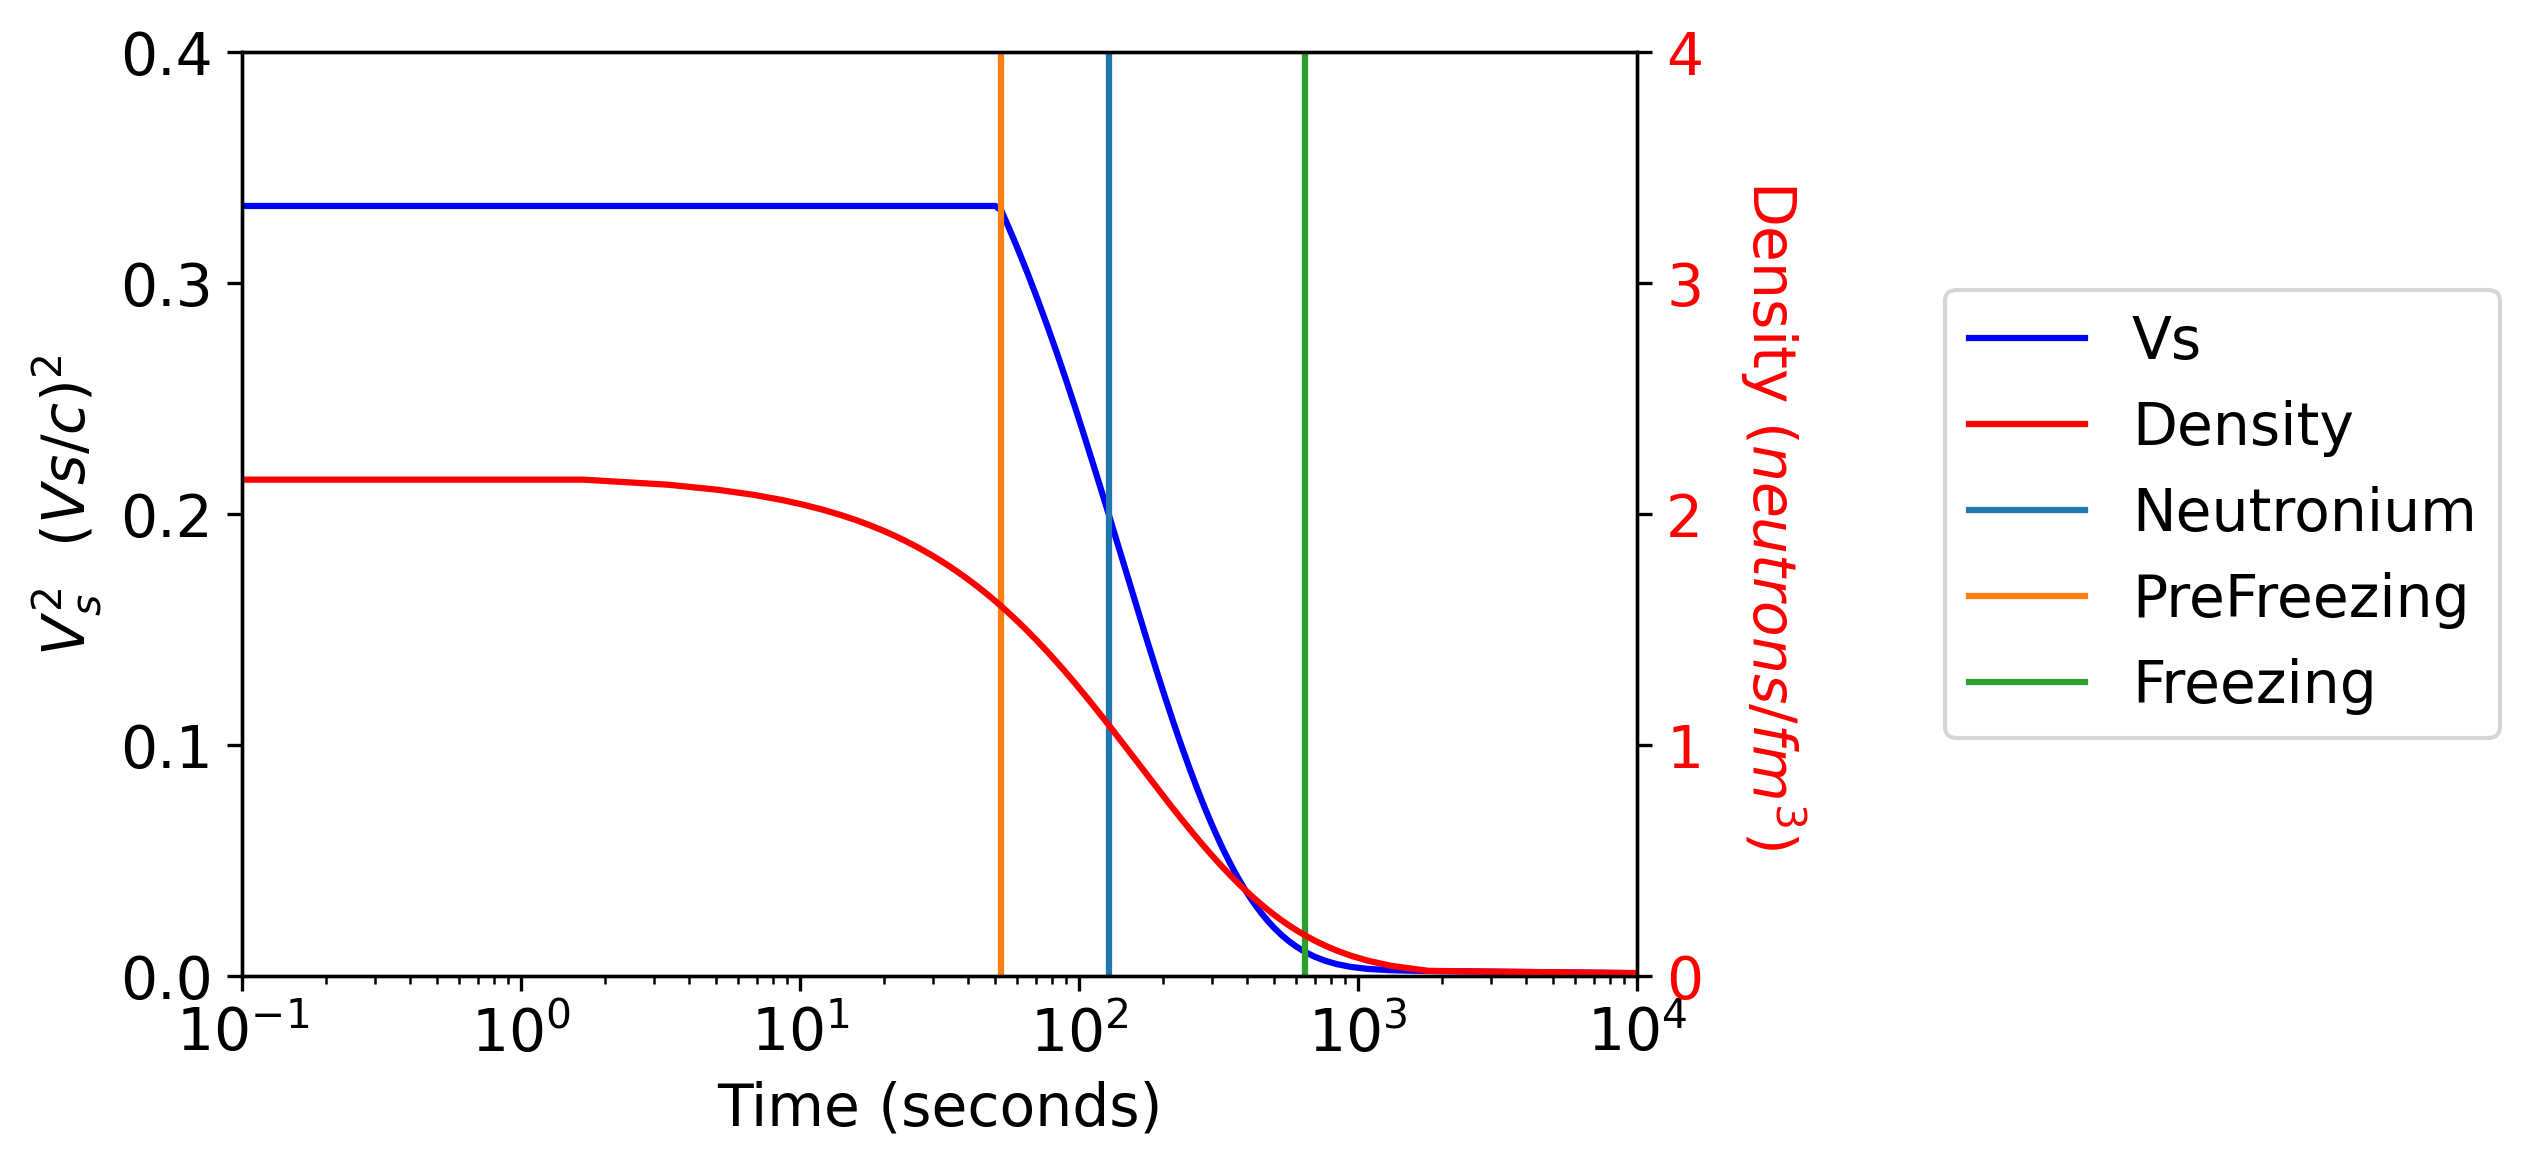 0.4
0.3
0.2
0.1
0.0
V_s^2 (Vs/c)^2
10^{-1} 10^0 10^1 10^2 10^3 10^4
Time (seconds)
4
3
2
1
0
Density (neutrons/fm^3)
Vs
Density
Neutronium
PreFreezing
Freezing